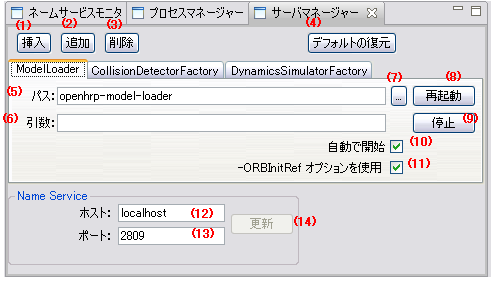 ネームサービスモニタ プロセスマネージャー サーバマネージャー
(1) (2) (3) (4)
挿入 追加 削除 デフォルトの復元
ModelLoader CollisionDetectorFactory DynamicsSimulatorFactory
(5) パス: openhrp-model-loader (7) ... (8) 再起動
(6) 引数: 停止 (9)
自動で開始 (10)
-ORBInitRef オプションを使用 (11)
Name Service
ホスト: localhost (12)
ポート: 2809 (13) 更新 (14)